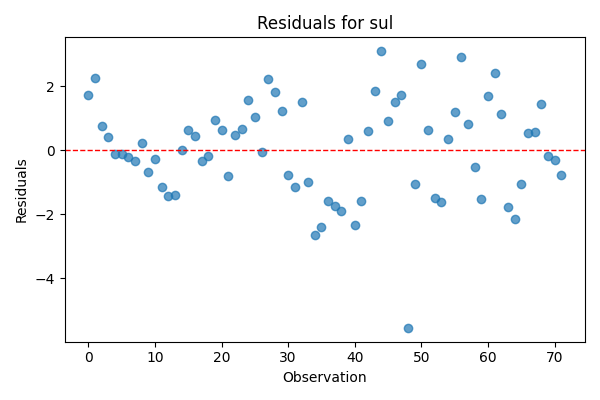 Residuals for sul
Residuals
2
0
−2
−4
0 10 20 30 40 50 60 70
Observation